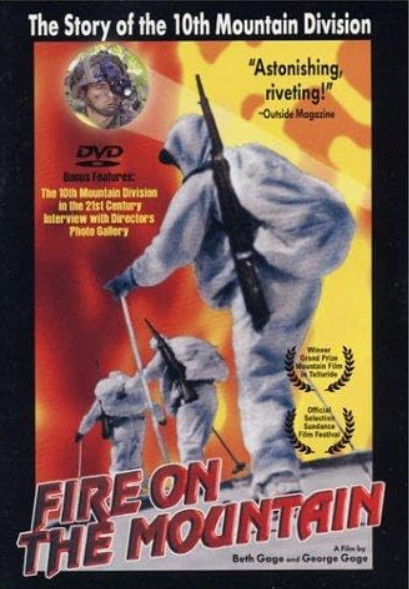 The Story of the 10th Mountain Division
"Astonishing,
riveting!"
-Outside Magazine
DVD
Bonus Features:
The 10th Mountain Division
in the 21st Century
Interview with Directors
Photo Gallery
Winner
Grand Prize
Mountain Film
in Telluride
Official
Selection
Sundance
Film Festival
FIRE ON
THE MOUNTAIN
A Film by
Beth Gage and George Gage